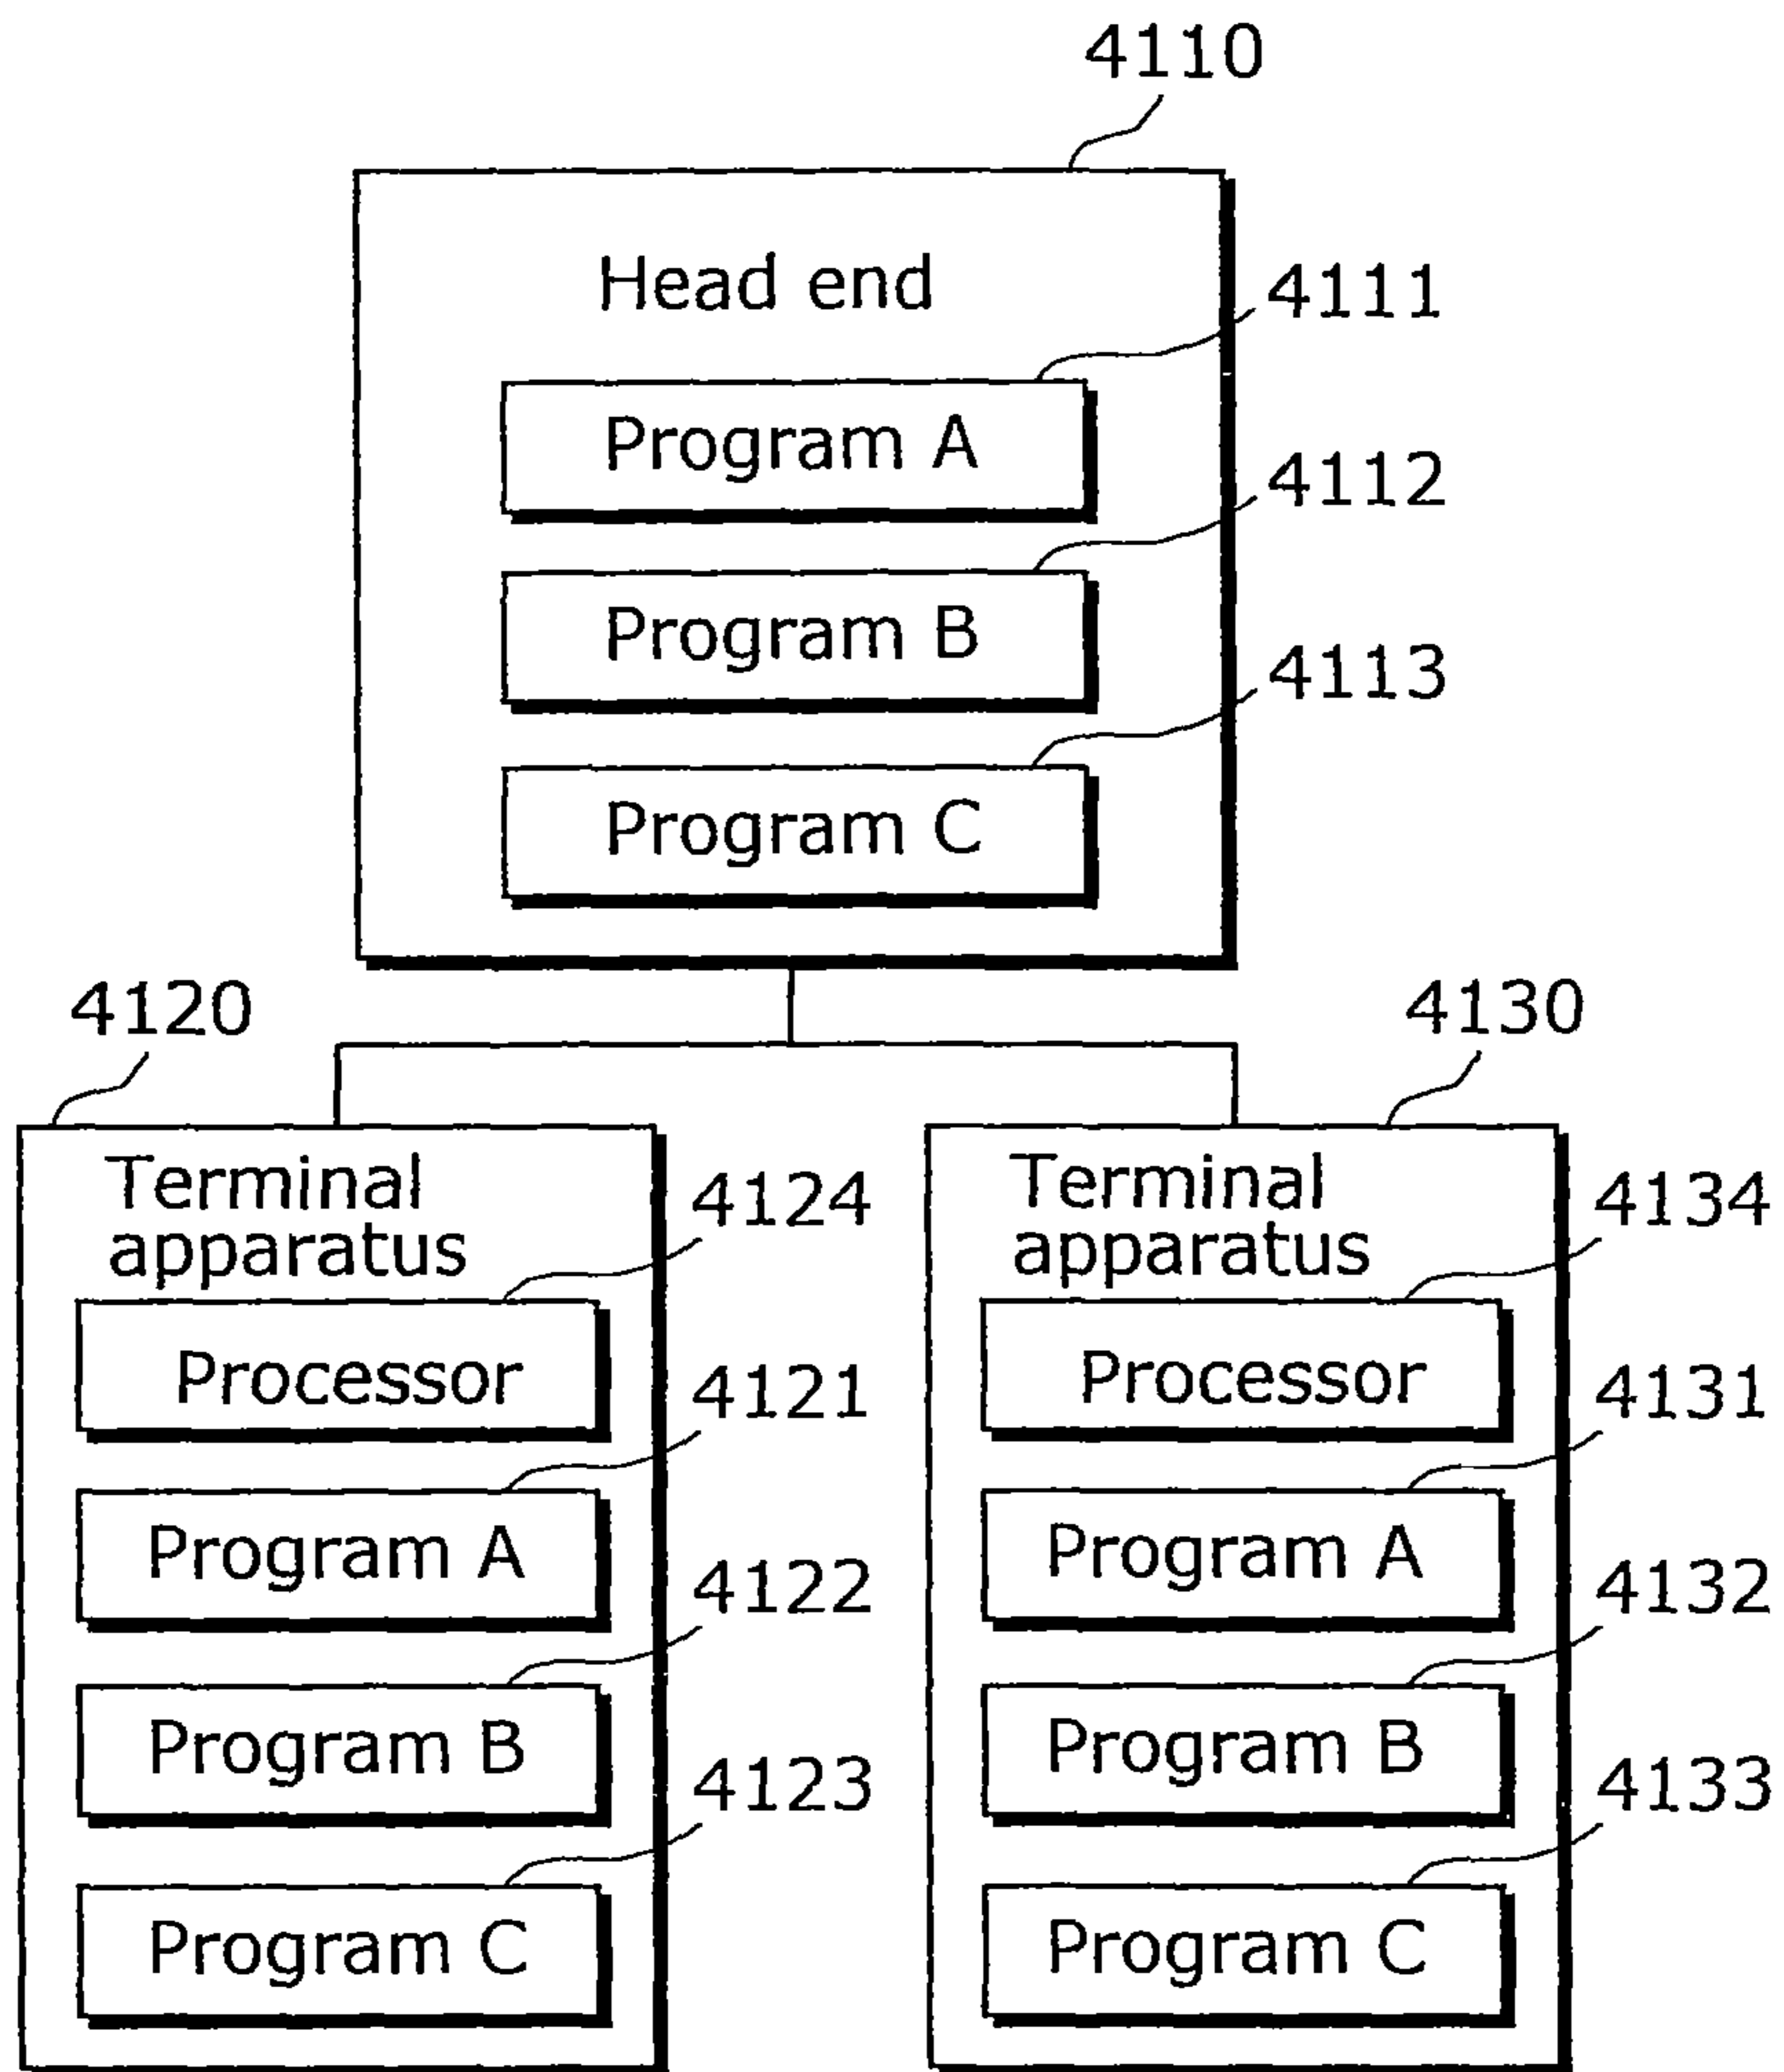 4110
Head end
4111
Program A
4112
Program B
4113
Program C
4120
4130
Terminal
apparatus
4124
Processor
4121
Program A
4122
Program B
4123
Program C
Terminal
apparatus
4134
Processor
4131
Program A
4132
Program B
4133
Program C